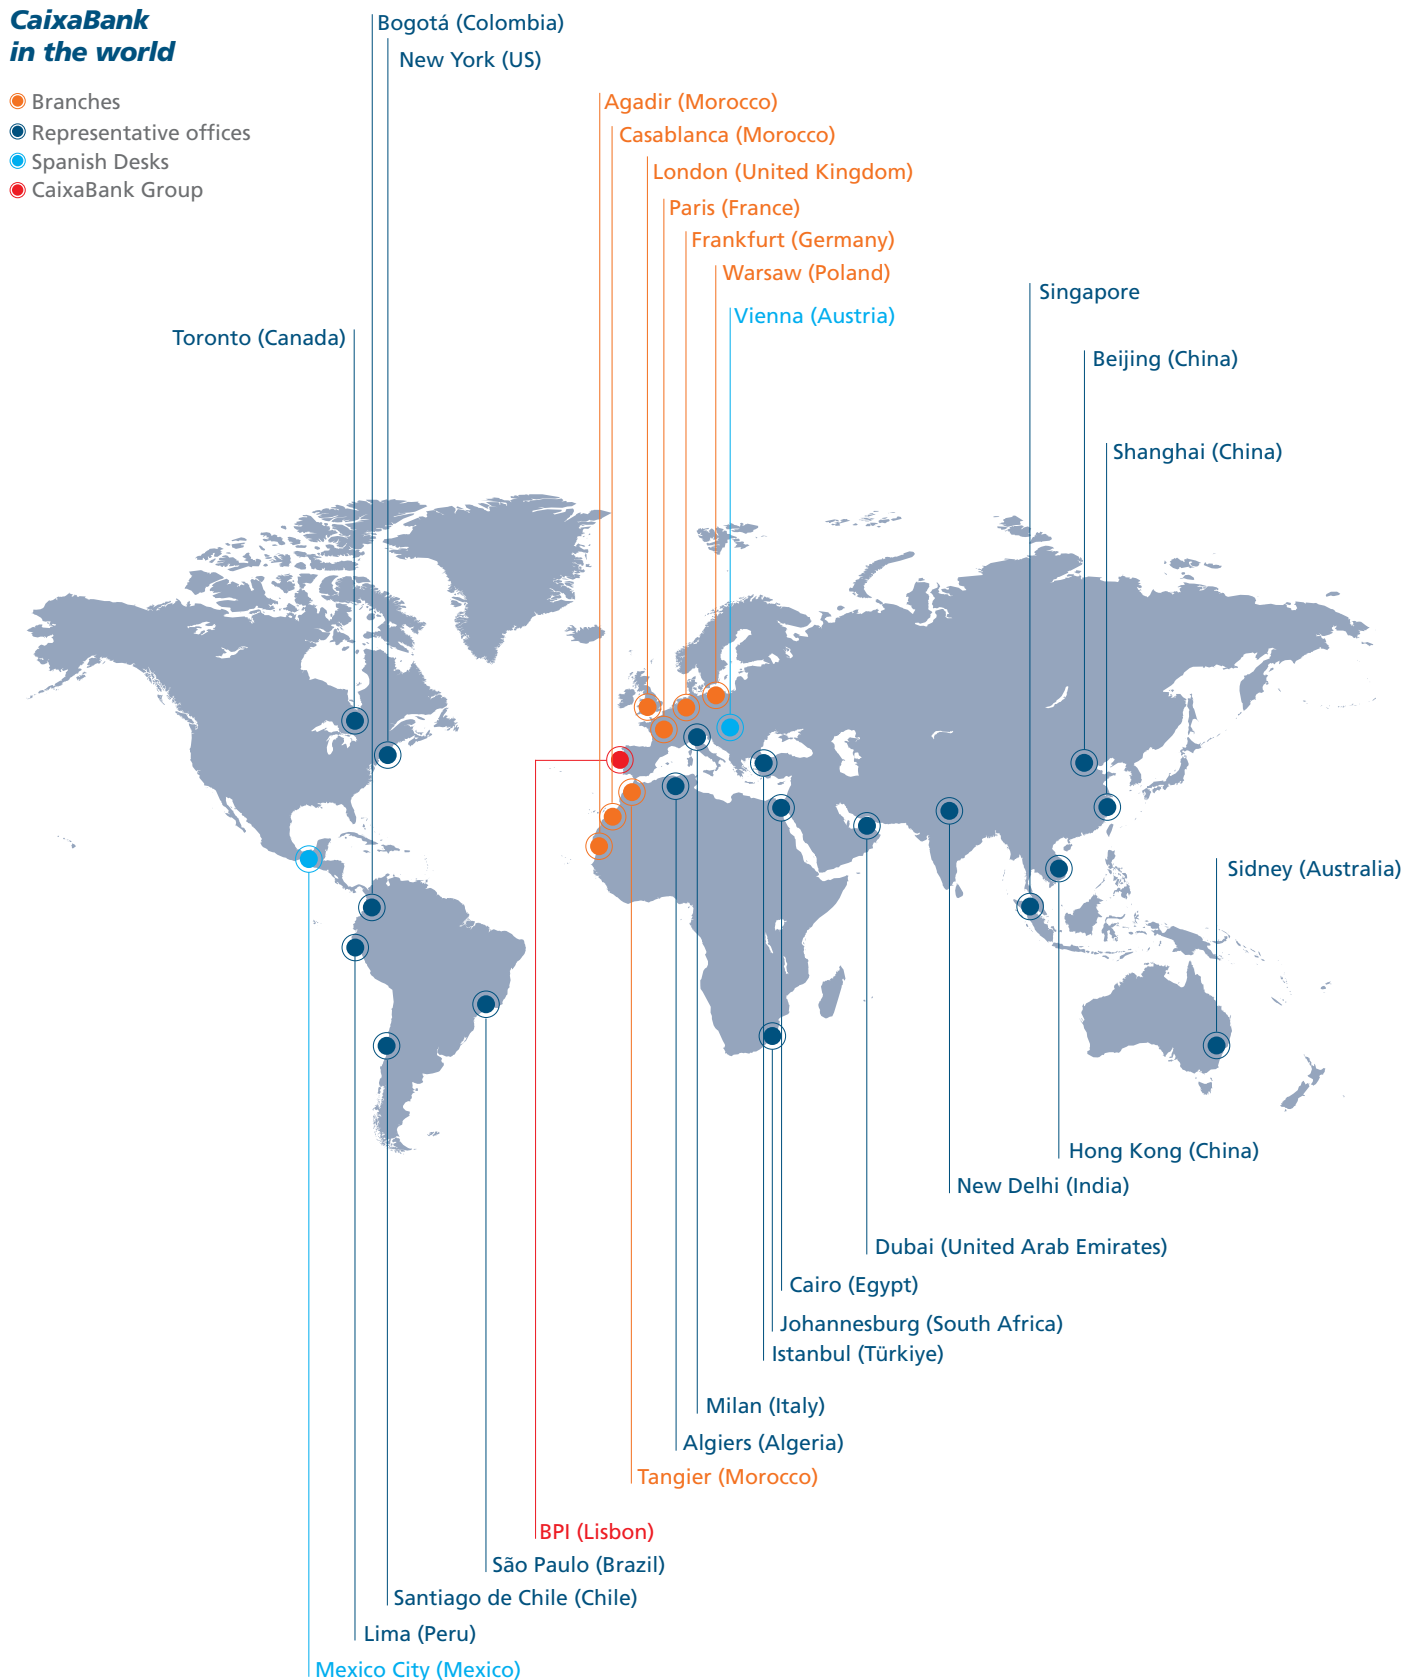 CaixaBank
in the world
Branches
Representative offices
Spanish Desks
CaixaBank Group
Bogotá (Colombia)
New York (US)
Agadir (Morocco)
Casablanca (Morocco)
London (United Kingdom)
Paris (France)
Frankfurt (Germany)
Warsaw (Poland)
Singapore
Vienna (Austria)
Toronto (Canada)
Beijing (China)
Shanghai (China)
Sidney (Australia)
Hong Kong (China)
New Delhi (India)
Dubai (United Arab Emirates)
Cairo (Egypt)
Johannesburg (South Africa)
Istanbul (Türkiye)
Milan (Italy)
Algiers (Algeria)
Tangier (Morocco)
BPI (Lisbon)
São Paulo (Brazil)
Santiago de Chile (Chile)
Lima (Peru)
Mexico City (Mexico)